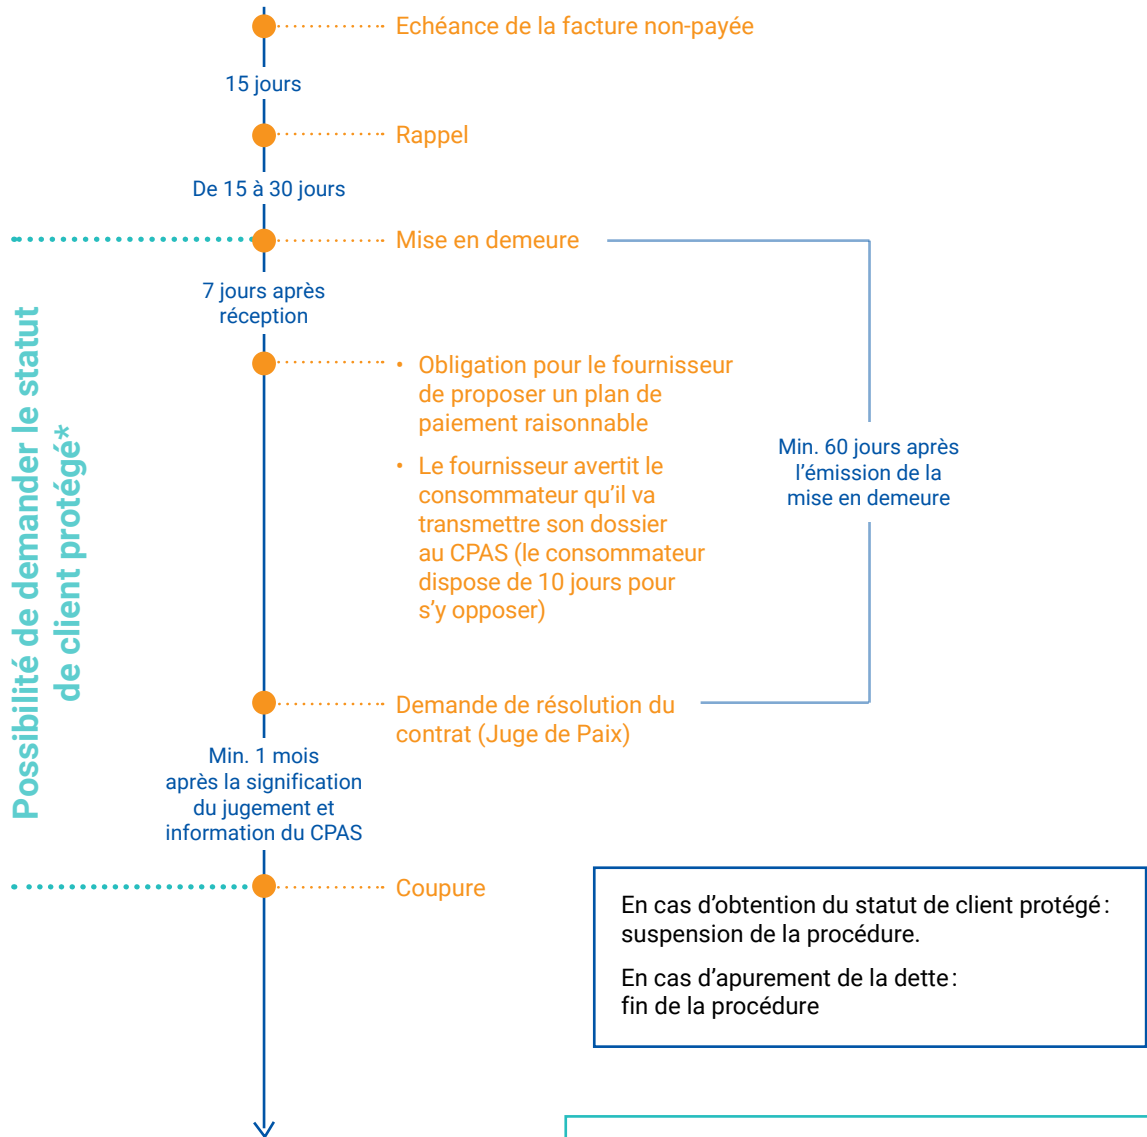 Echéance de la facture non-payée
15 jours
Rappel
De 15 à 30 jours
Mise en demeure
7 jours après
réception
• Obligation pour le fournisseur
de proposer un plan de
paiement raisonnable
• Le fournisseur avertit le
consommateur qu'il va
transmettre son dossier
au CPAS (le consommateur
dispose de 10 jours pour
s'y opposer)
Min. 60 jours après
l'émission de la
mise en demeure
Possibilité de demander le statut
de client protégé*
Demande de résolution du
contrat (Juge de Paix)
Min. 1 mois
après la signification
du jugement et
information du CPAS
Coupure
En cas d'obtention du statut de client protégé :
suspension de la procédure.
En cas d'apurement de la dette :
fin de la procédure